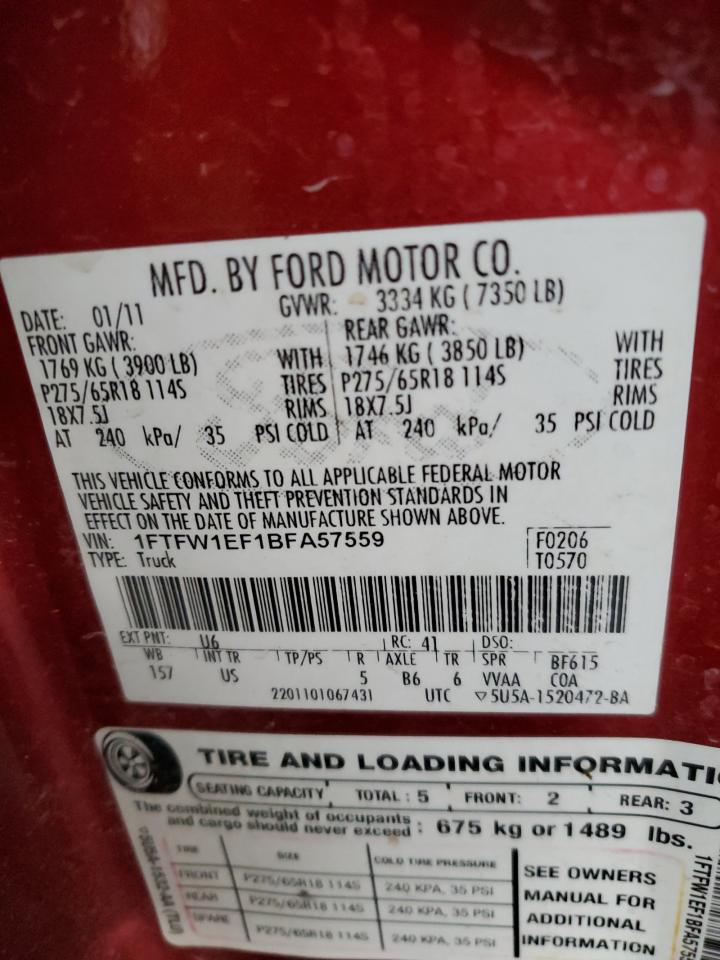 MFD. BY FORD MOTOR CO.
DATE: 01/11 GVWR: 3334 KG ( 7350 LB)
FRONT GAWR: REAR GAWR:
1769 KG ( 3900 LB) WITH 1746 KG ( 3850 LB) WITH
P275/65R18 114S TIRES P275/65R18 114S TIRES
18X7.5J RIMS 18X7.5J RIMS
AT 240 kPa/ 35 PSI COLD AT 240 kPa/ 35 PSI COLD
THIS VEHICLE CONFORMS TO ALL APPLICABLE FEDERAL MOTOR
VEHICLE SAFETY AND THEFT PREVENTION STANDARDS IN
EFFECT ON THE DATE OF MANUFACTURE SHOWN ABOVE.
VIN: 1FTFW1EF1BFA57559 F0206
TYPE: Truck T0570
EXT PNT: U6 RC: 41 DSO:
WB INT TR TP/PS R AXLE TR SPR BF615
157 US 5 B6 6 VVAA COA
2201101067431 UTC ▽5U5A-1520472-BA
TIRE AND LOADING INFORMATI
SEATING CAPACITY TOTAL : 5 FRONT: 2 REAR: 3
The combined weight of occupants
and cargo should never exceed : 675 kg or 1489 lbs.
TIRE SIZE COLD TIRE PRESSURE
FRONT P275/65R18 114S 240 KPA, 35 PSI
REAR P275/65R18 114S 240 KPA, 35 PSI
SPARE P275/65R18 114S 240 KPA, 35 PSI
SEE OWNERS
MANUAL FOR
ADDITIONAL
INFORMATION
1FTFW1EF1BFA5755